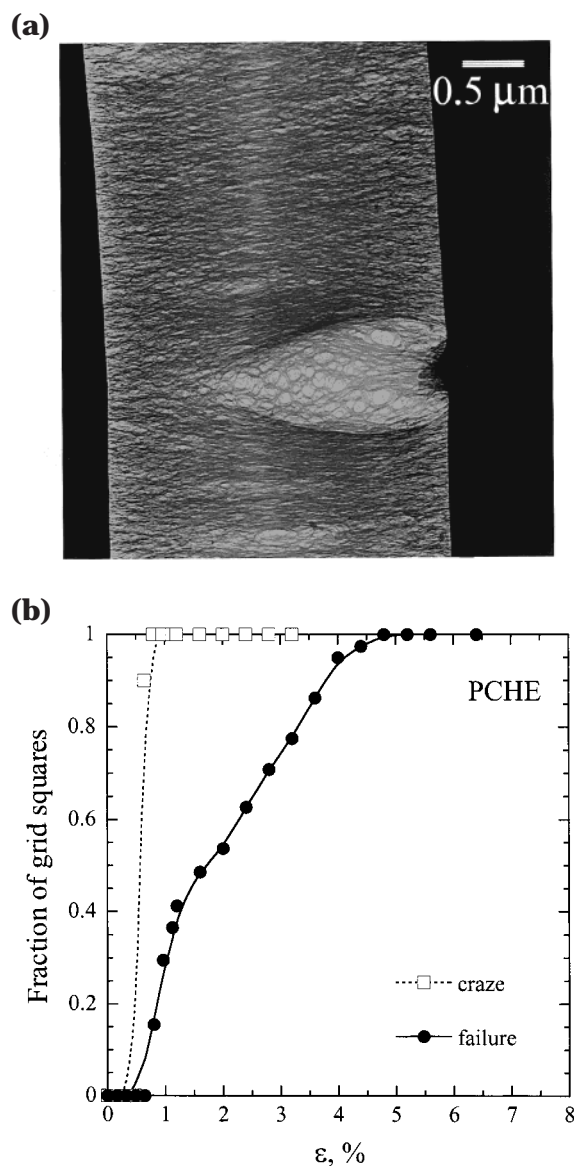 (a)
0.5 μm
(b)
1
0.8
0.6
0.4
0.2
0
Fraction of grid squares
PCHE
craze
failure
0 1 2 3 4 5 6 7 8
ε, %